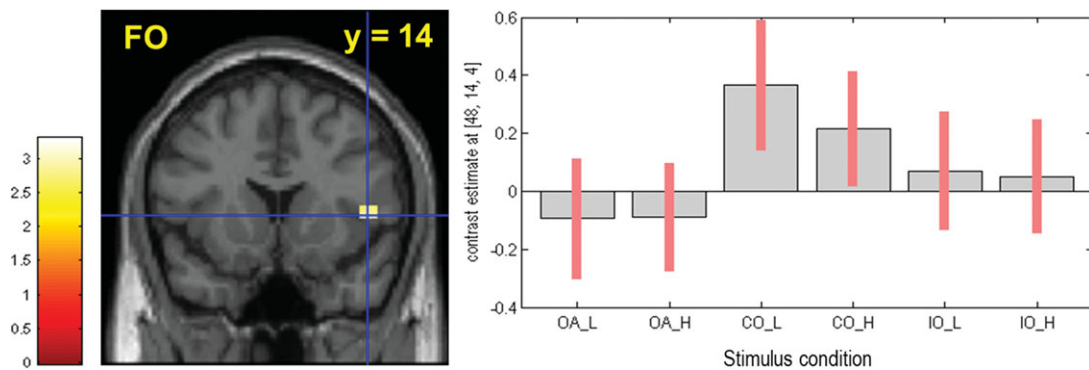 FO
y = 14
3
2.5
2
1.5
1
0.5
0
contrast estimate at [48, 14, 4]
0.6
0.4
0.2
0
-0.2
-0.4
OA_L OA_H CO_L CO_H IO_L IO_H
Stimulus condition